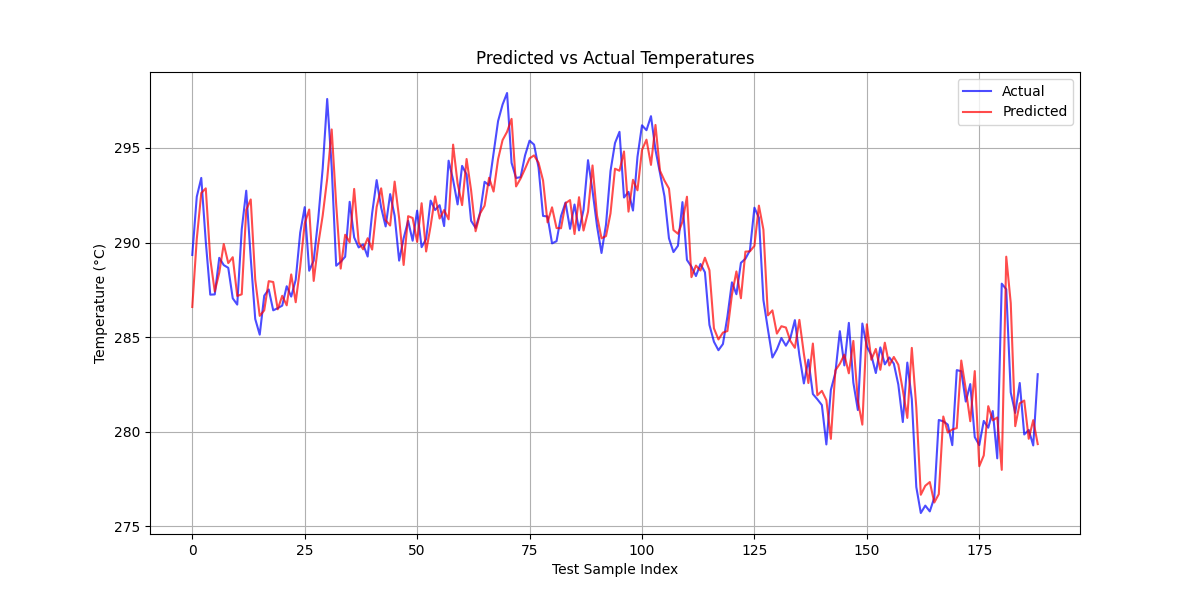 Predicted vs Actual Temperatures
Actual
Predicted
Temperature (°C)
295
290
285
280
275
0 25 50 75 100 125 150 175
Test Sample Index